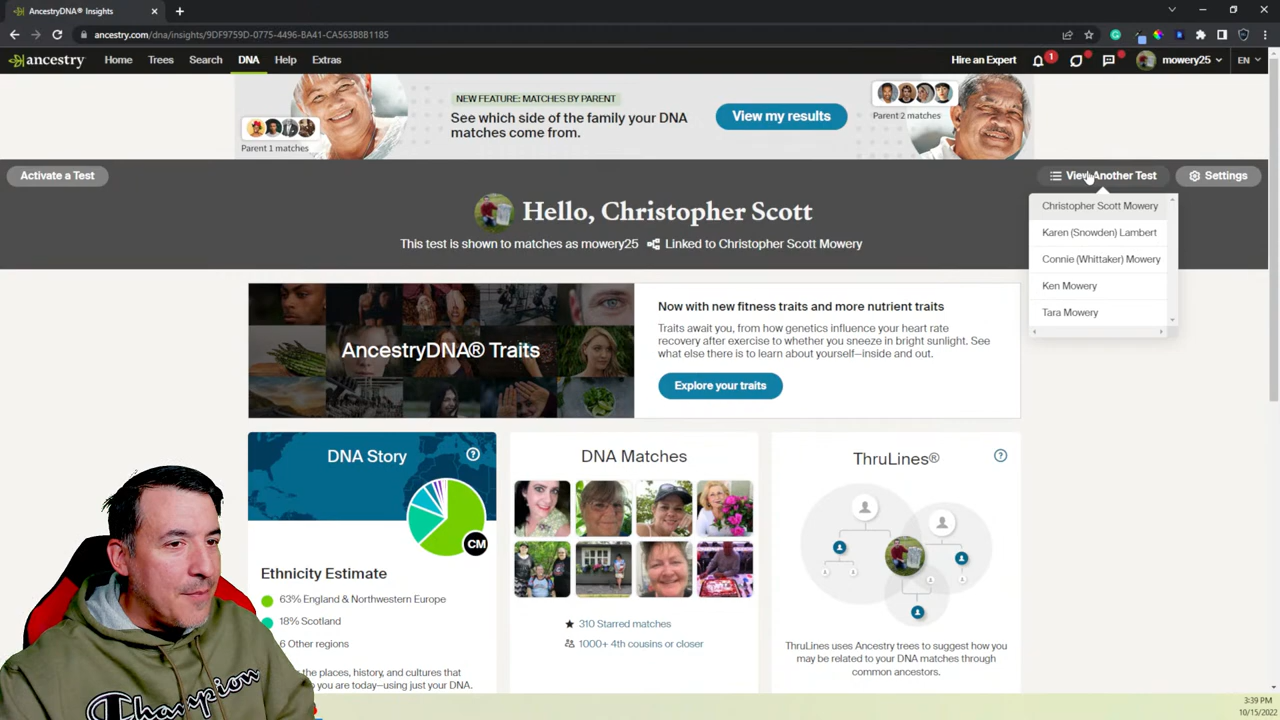 AncestryDNA® Insights
ancestry.com/dna/insights/9DF9759D-0775-4496-BA41-CA563B881185
ancestry Home Trees Search DNA Help Extras Hire an Expert 1 mowery25 EN
NEW FEATURE: MATCHES BY PARENT
See which side of the family your DNA
matches come from.
View my results
Parent 1 matches
Parent 2 matches
Activate a Test
View Another Test
Settings
Christopher Scott Mowery
Karen (Snowden) Lambert
Connie (Whittaker) Mowery
Ken Mowery
Tara Mowery
Hello, Christopher Scott
This test is shown to matches as mowery25 Linked to Christopher Scott Mowery
AncestryDNA® Traits
Now with new fitness traits and more nutrient traits
Traits await you, from how genetics influence your heart rate
recovery after exercise to whether you sneeze in bright sunlight. See
what else there is to learn about yourself—inside and out.
Explore your traits
DNA Story
?
CM
Ethnicity Estimate
63% England & Northwestern Europe
18% Scotland
6 Other regions
the places, history, and cultures that
you are today—using just your DNA.
DNA Matches
310 Starred matches
1000+ 4th cousins or closer
ThruLines®
?
ThruLines uses Ancestry trees to suggest how you
may be related to your DNA matches through
common ancestors.
3:39 PM
10/15/2022
Champion